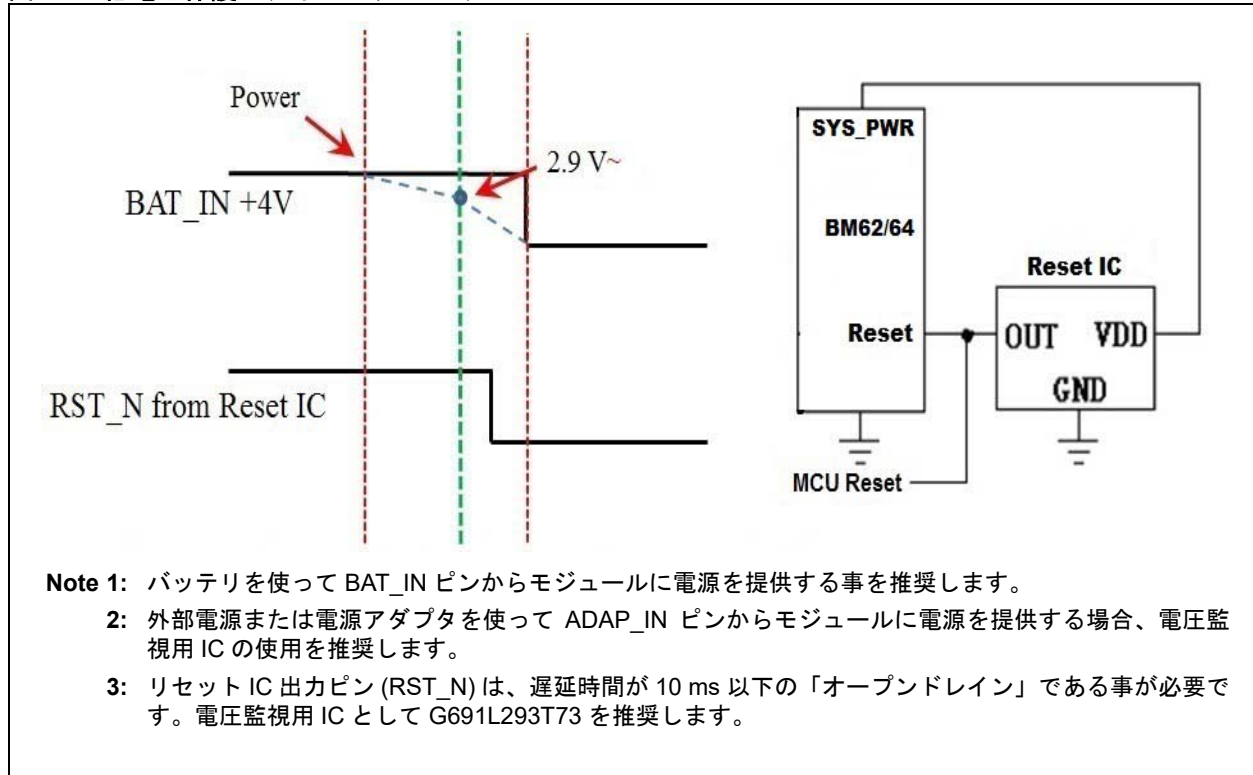 Power
2.9 V~
BAT_IN +4V
RST_N from Reset IC
SYS_PWR
BM62/64
Reset
Reset IC
OUT VDD
GND
MCU Reset
Note 1: バッテリを使って BAT_IN ピンからモジュールに電源を提供する事を推奨します。
2: 外部電源または電源アダプタを使って ADAP_IN ピンからモジュールに電源を提供する場合、電圧監
視用 IC の使用を推奨します。
3: リセット IC 出力ピン (RST_N) は、遅延時間が 10 ms 以下の「オープンドレイン」である事が必要で
す。電圧監視用 IC として G691L293T73 を推奨します。